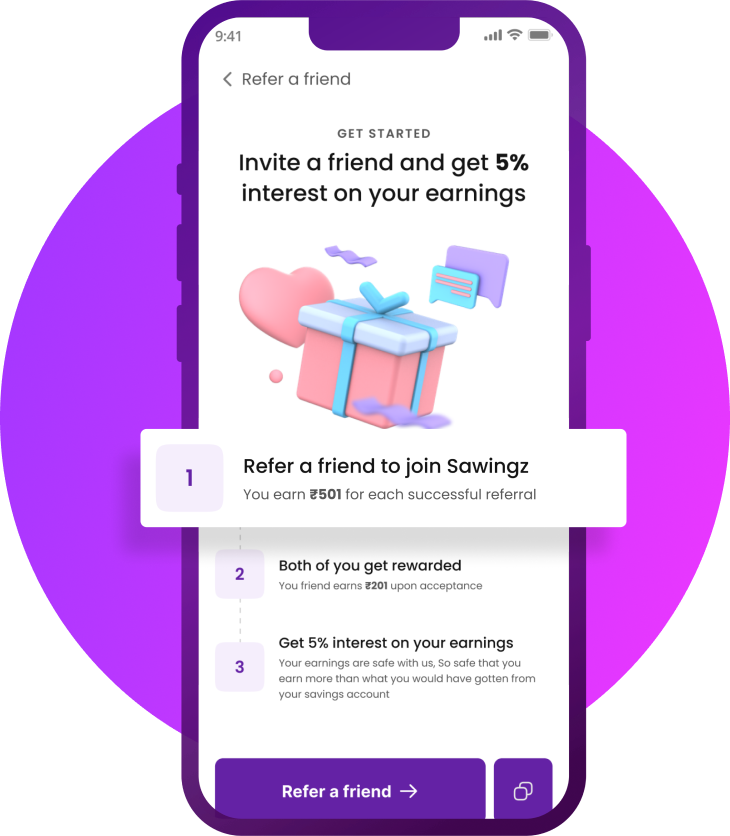 9:41
Refer a friend
GET STARTED
Invite a friend and get 5%
interest on your earnings
1
Refer a friend to join Sawingz
You earn ₹501 for each successful referral
2
Both of you get rewarded
You friend earns ₹201 upon acceptance
3
Get 5% interest on your earnings
Your earnings are safe with us, So safe that you
earn more than what you would have gotten from
your savings account
Refer a friend →